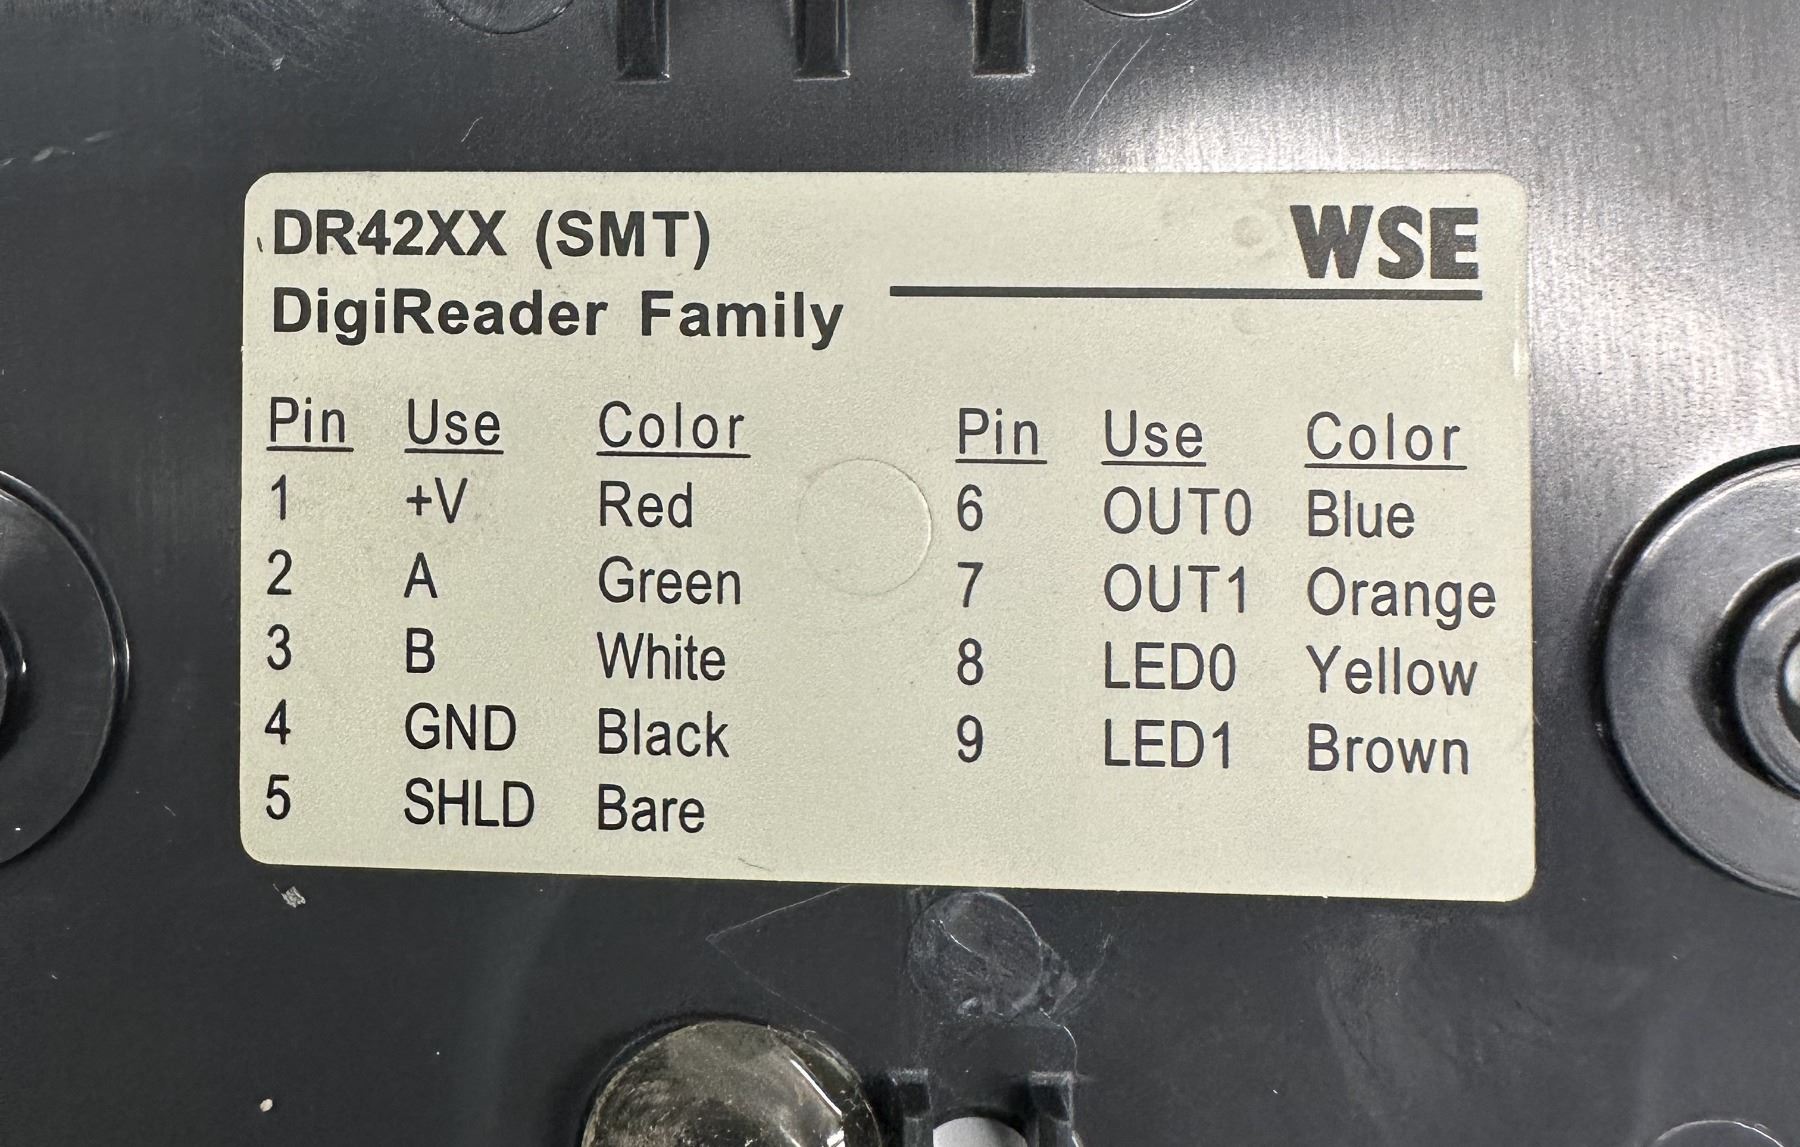 DR42XX (SMT)
WSE
DigiReader Family
Pin Use Color
1 +V Red
2 A Green
3 B White
4 GND Black
5 SHLD Bare
Pin Use Color
6 OUT0 Blue
7 OUT1 Orange
8 LED0 Yellow
9 LED1 Brown